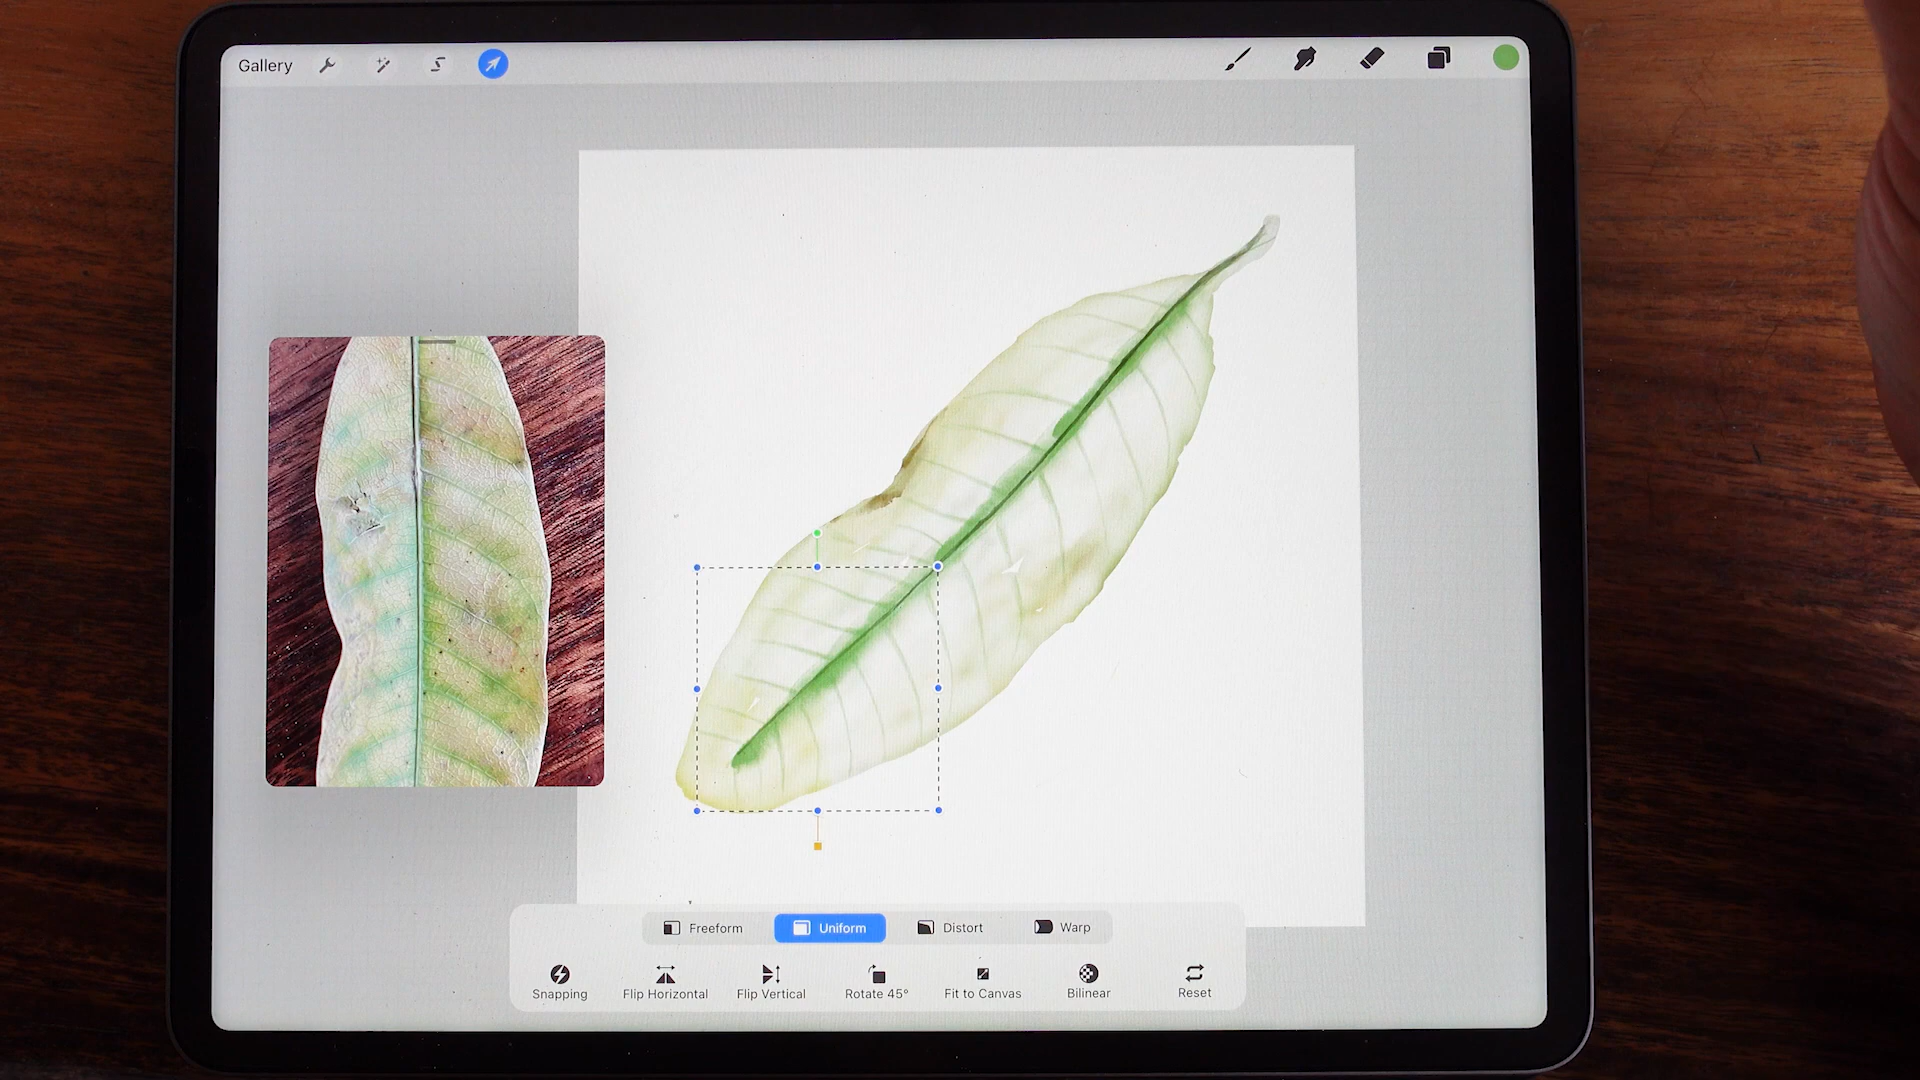 Gallery
Freeform Uniform Distort Warp
Snapping Flip Horizontal Flip Vertical Rotate 45° Fit to Canvas Bilinear Reset